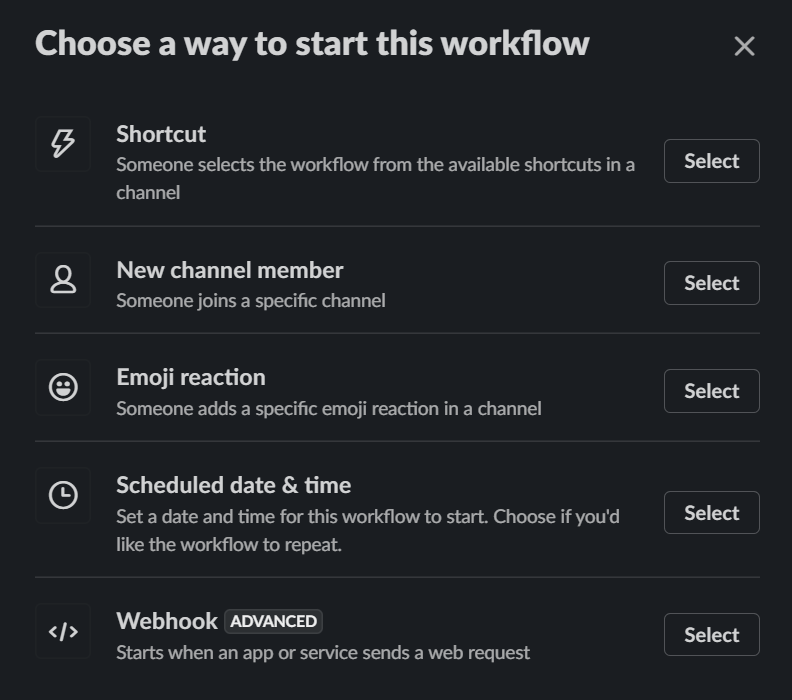 Choose a way to start this workflow
Shortcut
Someone selects the workflow from the available shortcuts in a
channel
Select
New channel member
Someone joins a specific channel
Select
Emoji reaction
Someone adds a specific emoji reaction in a channel
Select
Scheduled date & time
Set a date and time for this workflow to start. Choose if you'd
like the workflow to repeat.
Select
Webhook ADVANCED
Starts when an app or service sends a web request
Select